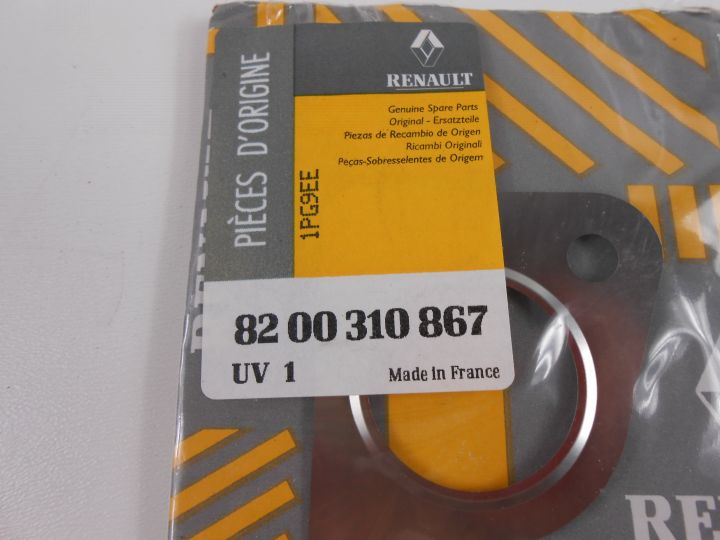 RENAULT
Genuine Spare Parts
Original - Ersatzteile
Piezas de Recambio de Origen
Ricambi Originali
Peças-Sobresselentes de Origem
PIÈCES D'ORIGINE
1PG9EE
82 00 310 867
UV 1
Made in France